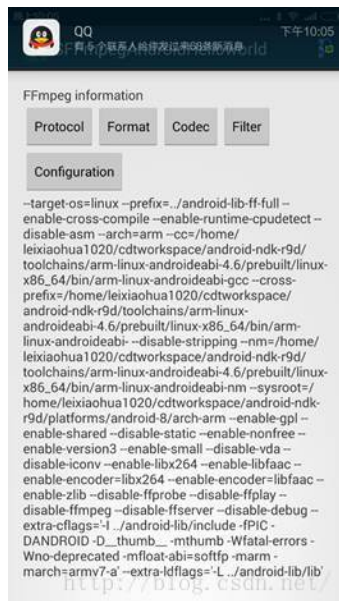 QQ
下午10:05
有 5 个联系人给你发过来68条新消息
SFFmpegAndroidHelloworld
FFmpeg information
Protocol Format Codec Filter
Configuration
--target-os=linux --prefix=../android-lib-ff-full --
enable-cross-compile --enable-runtime-cpudetect --
disable-asm --arch=arm --cc=/home/
leixiaohua1020/cdtworkspace/android-ndk-r9d/
toolchains/arm-linux-androideabi-4.6/prebuilt/linux-
x86_64/bin/arm-linux-androideabi-gcc --cross-
prefix=/home/leixiaohua1020/cdtworkspace/
android-ndk-r9d/toolchains/arm-linux-
androideabi-4.6/prebuilt/linux-x86_64/bin/arm-
linux-androideabi- --disable-stripping --nm=/home/
leixiaohua1020/cdtworkspace/android-ndk-r9d/
toolchains/arm-linux-androideabi-4.6/prebuilt/linux-
x86_64/bin/arm-linux-androideabi-nm --sysroot=/
home/leixiaohua1020/cdtworkspace/android-ndk-
r9d/platforms/android-8/arch-arm --enable-gpl --
enable-shared --disable-static --enable-nonfree --
enable-version3 --enable-small --disable-vda --
disable-iconv --enable-libx264 --enable-libfaac --
enable-encoder=libx264 --enable-encoder=libfaac --
enable-zlib --disable-ffprobe --disable-ffplay --
disable-ffmpeg --disable-ffserver --disable-debug --
extra-cflags='-I ../android-lib/include -fPIC -
DANDROID -D__thumb__ -mthumb -Wfatal-errors -
Wno-deprecated -mfloat-abi=softfp -marm -
march=armv7-a' --extra-ldflags='-L ../android-lib/lib'
http://blog.csdn.net/